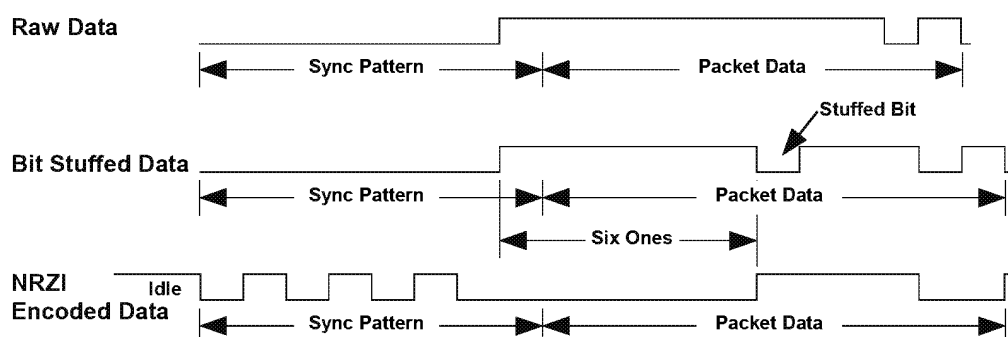 Raw Data
Sync Pattern
Packet Data
Stuffed Bit
Bit Stuffed Data
Sync Pattern
Packet Data
Six Ones
NRZI
Encoded Data
Idle
Sync Pattern
Packet Data